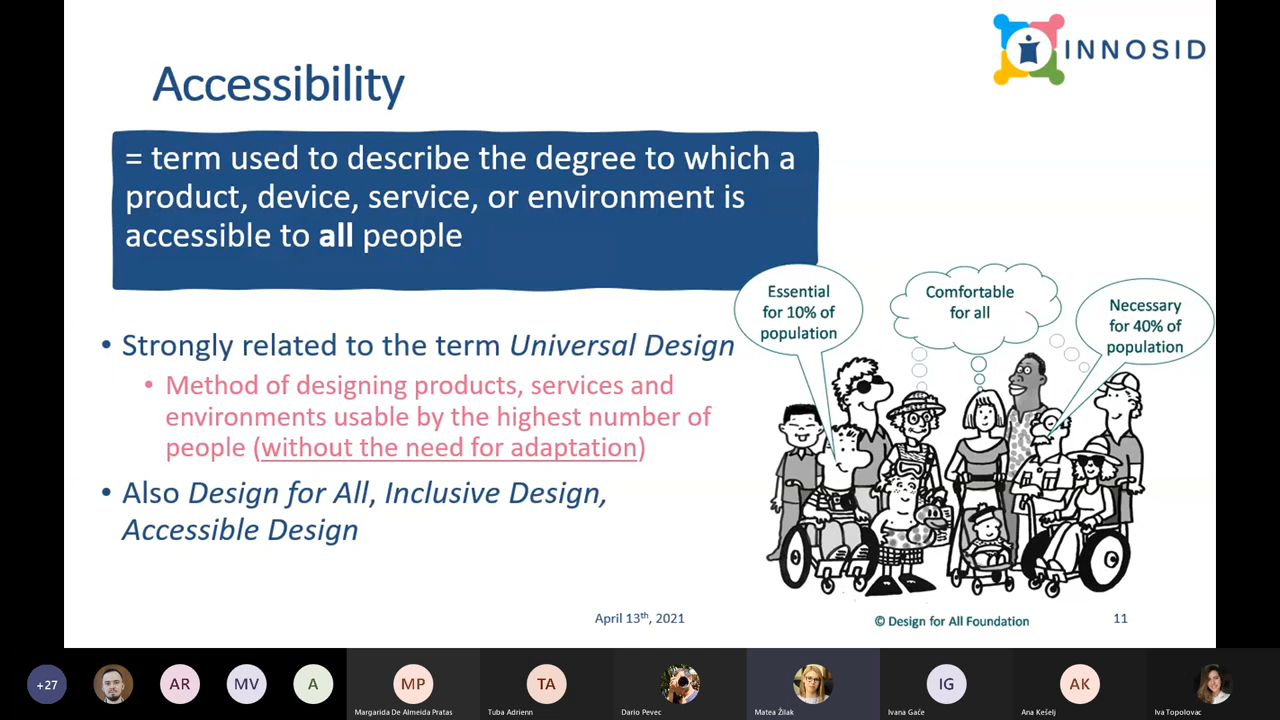 INNOSID
Accessibility
= term used to describe the degree to which a
product, device, service, or environment is
accessible to all people
• Strongly related to the term Universal Design
• Method of designing products, services and
environments usable by the highest number of
people (without the need for adaptation)
• Also Design for All, Inclusive Design,
Accessible Design
Essential
for 10% of
population
Comfortable
for all
Necessary
for 40% of
population
April 13th, 2021
© Design for All Foundation
11
+27
AR
MV
A
MP
Margarida De Almeida Pratas
TA
Tuba Adrienn
Dario Pevec
Matea Žilak
IG
Ivana Gaće
AK
Ana Kešelj
Iva Topolovac